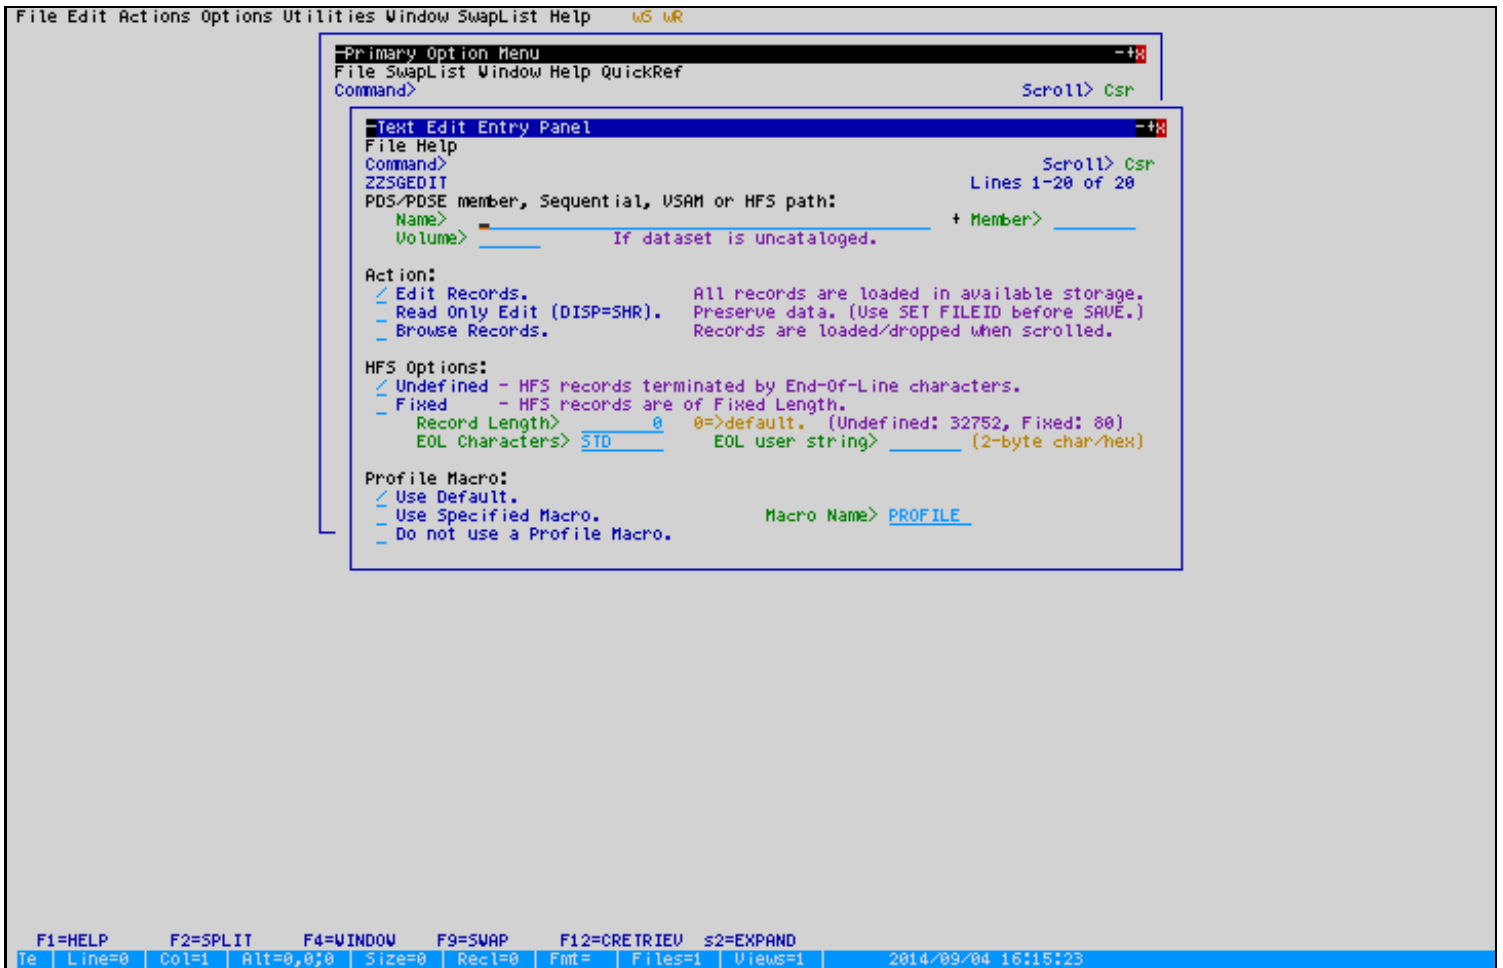 File Edit Actions Options Utilities Window SwapList Help wS wR
-Primary Option Menu -+x
File SwapList Window Help QuickRef
Command> Scroll> Csr
-Text Edit Entry Panel -+x
File Help
Command> Scroll> Csr
ZZSGEDIT Lines 1-20 of 20
PDS/PDSE member, Sequential, VSAM or HFS path:
Name> + Member>
Volume> If dataset is uncataloged.
Action:
/ Edit Records. All records are loaded in available storage.
_ Read Only Edit (DISP=SHR). Preserve data. (Use SET FILEID before SAVE.)
_ Browse Records. Records are loaded/dropped when scrolled.
HFS Options:
/ Undefined - HFS records terminated by End-Of-Line characters.
_ Fixed - HFS records are of Fixed Length.
Record Length> 0 0=>default. (Undefined: 32752, Fixed: 80)
EOL Characters> STD EOL user string> (2-byte char/hex)
Profile Macro:
/ Use Default.
_ Use Specified Macro. Macro Name> PROFILE
_ Do not use a Profile Macro.
F1=HELP F2=SPLIT F4=WINDOW F9=SWAP F12=CRETRIEV s2=EXPAND
Te | Line=0 | Col=1 | Alt=0,0;0 | Size=0 | Recl=0 | Fmt= | Files=1 | Views=1 | 2014/09/04 16:15:23